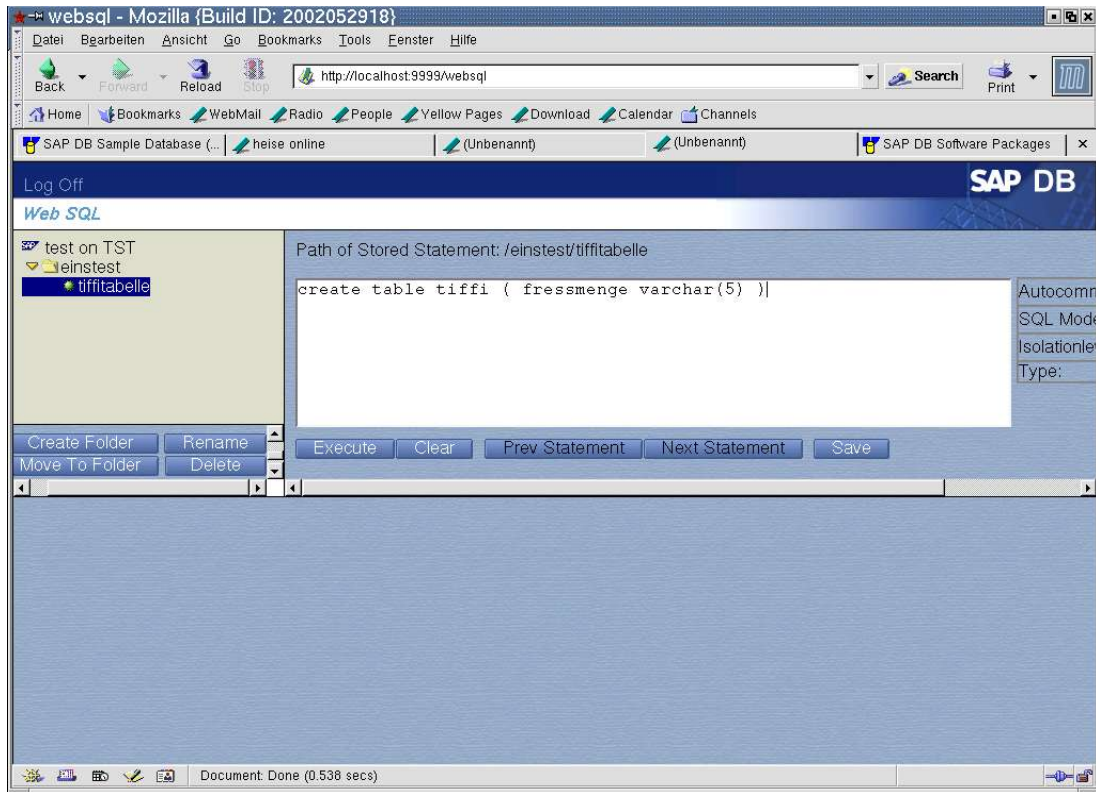 websql - Mozilla {Build ID: 2002052918}
Datei Bearbeiten Ansicht Go Bookmarks Tools Fenster Hilfe
Back Forward Reload Stop http://localhost:9999/websql Search Print
Home Bookmarks WebMail Radio People Yellow Pages Download Calendar Channels
SAP DB Sample Database (... heise online (Unbenannt) (Unbenannt) SAP DB Software Packages
Log Off SAP DB
Web SQL
test on TST
einstest
tiffitabelle
Path of Stored Statement: /einstest/tiffitabelle
create table tiffi ( fressmenge varchar(5) )
Autocomm
SQL Mode
Isolationle
Type:
Create Folder Rename
Move To Folder Delete
Execute Clear Prev Statement Next Statement Save
Document: Done (0.538 secs)